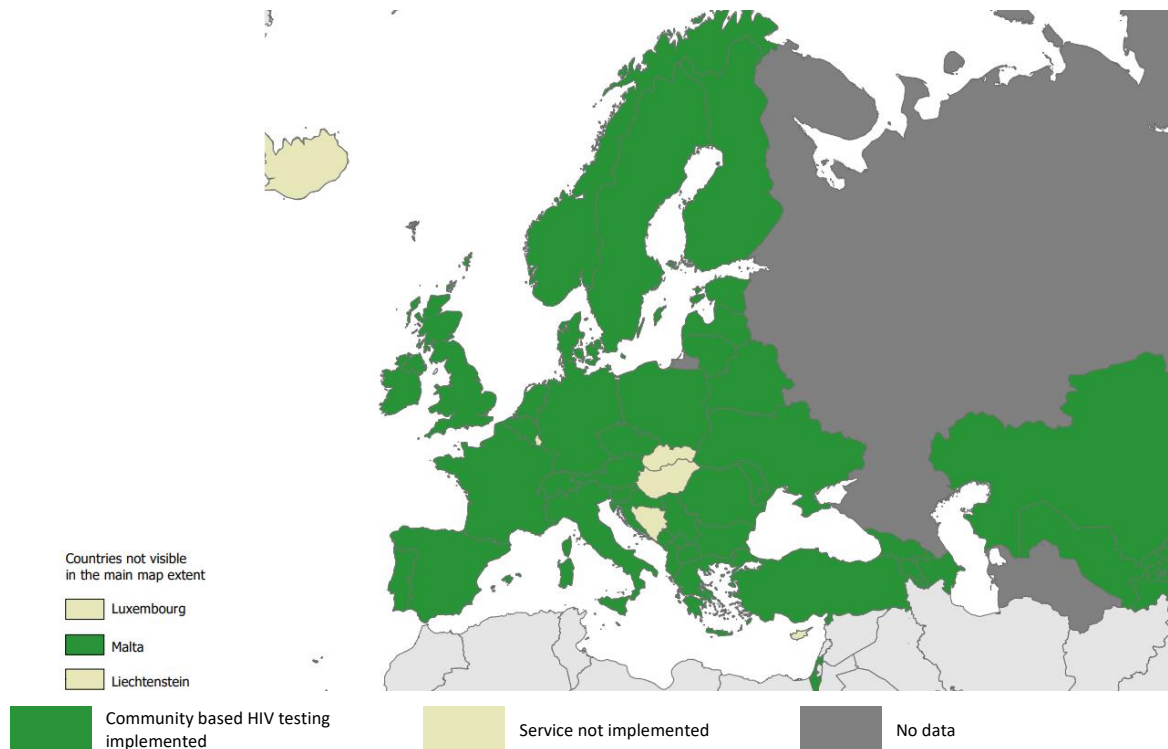 Countries not visible
in the main map extent
Luxembourg
Malta
Liechtenstein
Community based HIV testing
implemented
Service not implemented
No data